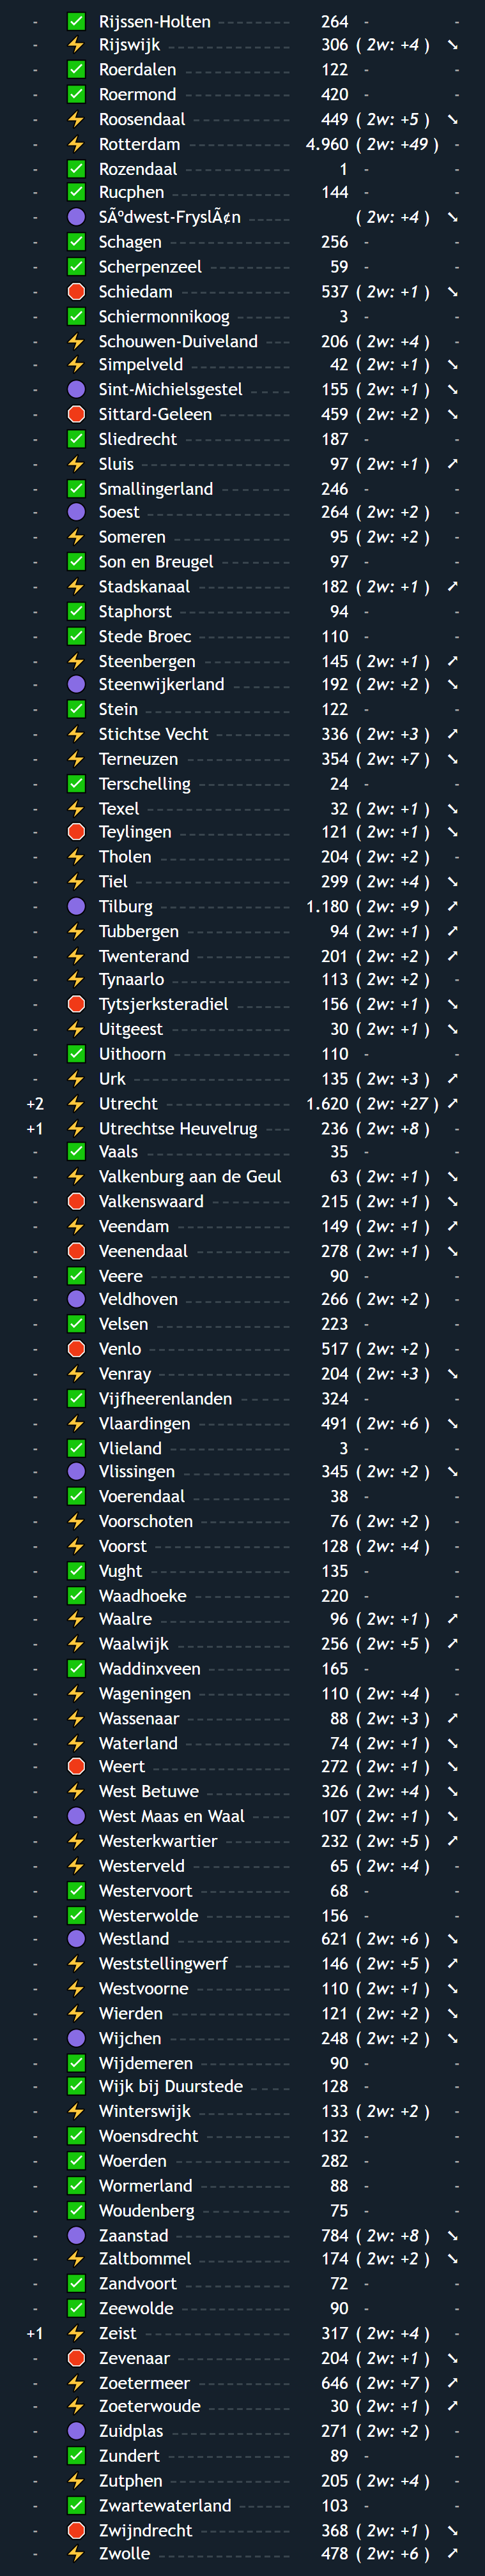 - ✅ Rijssen-Holten 264 - -
- ⚡ Rijswijk 306 ( 2w: +4 ) ↘
- ✅ Roerdalen 122 - -
- ✅ Roermond 420 - -
- ⚡ Roosendaal 449 ( 2w: +5 ) ↘
- ⚡ Rotterdam 4.960 ( 2w: +49 ) -
- ✅ Rozendaal 1 - -
- ✅ Rucphen 144 - -
- 🟣 SÃºdwest-FryslÃ¢n ( 2w: +4 ) ↘
- ✅ Schagen 256 - -
- ✅ Scherpenzeel 59 - -
- 🛑 Schiedam 537 ( 2w: +1 ) ↘
- ✅ Schiermonnikoog 3 - -
- ⚡ Schouwen-Duiveland 206 ( 2w: +4 ) -
- ⚡ Simpelveld 42 ( 2w: +1 ) ↘
- 🟣 Sint-Michielsgestel 155 ( 2w: +1 ) ↘
- 🛑 Sittard-Geleen 459 ( 2w: +2 ) ↘
- ✅ Sliedrecht 187 - -
- ⚡ Sluis 97 ( 2w: +1 ) ↗
- ✅ Smallingerland 246 - -
- 🟣 Soest 264 ( 2w: +2 ) -
- ⚡ Someren 95 ( 2w: +2 ) -
- ✅ Son en Breugel 97 - -
- ⚡ Stadskanaal 182 ( 2w: +1 ) ↗
- ✅ Staphorst 94 - -
- ✅ Stede Broec 110 - -
- ⚡ Steenbergen 145 ( 2w: +1 ) ↗
- 🟣 Steenwijkerland 192 ( 2w: +2 ) ↘
- ✅ Stein 122 - -
- ⚡ Stichtse Vecht 336 ( 2w: +3 ) ↗
- ⚡ Terneuzen 354 ( 2w: +7 ) ↘
- ✅ Terschelling 24 - -
- ⚡ Texel 32 ( 2w: +1 ) ↘
- 🛑 Teylingen 121 ( 2w: +1 ) ↘
- ⚡ Tholen 204 ( 2w: +2 ) -
- ⚡ Tiel 299 ( 2w: +4 ) ↘
- 🟣 Tilburg 1.180 ( 2w: +9 ) ↗
- ⚡ Tubbergen 94 ( 2w: +1 ) ↗
- ⚡ Twenterand 201 ( 2w: +2 ) ↗
- ⚡ Tynaarlo 113 ( 2w: +2 ) -
- 🛑 Tytsjerksteradiel 156 ( 2w: +1 ) ↘
- ⚡ Uitgeest 30 ( 2w: +1 ) ↘
- ✅ Uithoorn 110 - -
- ⚡ Urk 135 ( 2w: +3 ) ↗
+2 ⚡ Utrecht 1.620 ( 2w: +27 ) ↗
+1 ⚡ Utrechtse Heuvelrug 236 ( 2w: +8 ) -
- ✅ Vaals 35 - -
- ⚡ Valkenburg aan de Geul 63 ( 2w: +1 ) ↘
- 🛑 Valkenswaard 215 ( 2w: +1 ) ↘
- ⚡ Veendam 149 ( 2w: +1 ) ↗
- 🛑 Veenendaal 278 ( 2w: +1 ) ↘
- ✅ Veere 90 - -
- 🟣 Veldhoven 266 ( 2w: +2 ) -
- ✅ Velsen 223 - -
- 🛑 Venlo 517 ( 2w: +2 ) -
- ⚡ Venray 204 ( 2w: +3 ) ↘
- ✅ Vijfheerenlanden 324 - -
- ⚡ Vlaardingen 491 ( 2w: +6 ) ↘
- ✅ Vlieland 3 - -
- 🟣 Vlissingen 345 ( 2w: +2 ) ↘
- ✅ Voerendaal 38 - -
- ⚡ Voorschoten 76 ( 2w: +2 ) -
- ⚡ Voorst 128 ( 2w: +4 ) -
- ✅ Vught 135 - -
- ✅ Waadhoeke 220 - -
- ⚡ Waalre 96 ( 2w: +1 ) ↗
- ⚡ Waalwijk 256 ( 2w: +5 ) ↗
- ✅ Waddinxveen 165 - -
- ⚡ Wageningen 110 ( 2w: +4 ) -
- ⚡ Wassenaar 88 ( 2w: +3 ) ↗
- ⚡ Waterland 74 ( 2w: +1 ) ↘
- 🛑 Weert 272 ( 2w: +1 ) ↘
- ⚡ West Betuwe 326 ( 2w: +4 ) ↘
- 🟣 West Maas en Waal 107 ( 2w: +1 ) ↘
- ⚡ Westerkwartier 232 ( 2w: +5 ) ↗
- ⚡ Westerveld 65 ( 2w: +4 ) -
- ✅ Westervoort 68 - -
- ✅ Westerwolde 156 - -
- 🟣 Westland 621 ( 2w: +6 ) ↘
- ⚡ Weststellingwerf 146 ( 2w: +5 ) ↗
- ⚡ Westvoorne 110 ( 2w: +1 ) ↘
- ⚡ Wierden 121 ( 2w: +2 ) ↘
- 🟣 Wijchen 248 ( 2w: +2 ) ↘
- ✅ Wijdemeren 90 - -
- ✅ Wijk bij Duurstede 128 - -
- ⚡ Winterswijk 133 ( 2w: +2 ) -
- ✅ Woensdrecht 132 - -
- ✅ Woerden 282 - -
- ✅ Wormerland 88 - -
- ✅ Woudenberg 75 - -
- 🟣 Zaanstad 784 ( 2w: +8 ) ↘
- ⚡ Zaltbommel 174 ( 2w: +2 ) ↘
- ✅ Zandvoort 72 - -
- ✅ Zeewolde 90 - -
+1 ⚡ Zeist 317 ( 2w: +4 ) -
- 🛑 Zevenaar 204 ( 2w: +1 ) ↘
- ⚡ Zoetermeer 646 ( 2w: +7 ) ↗
- ⚡ Zoeterwoude 30 ( 2w: +1 ) ↗
- 🟣 Zuidplas 271 ( 2w: +2 ) -
- ✅ Zundert 89 - -
- ⚡ Zutphen 205 ( 2w: +4 ) -
- ✅ Zwartewaterland 103 - -
- 🛑 Zwijndrecht 368 ( 2w: +1 ) ↘
- ⚡ Zwolle 478 ( 2w: +6 ) ↗